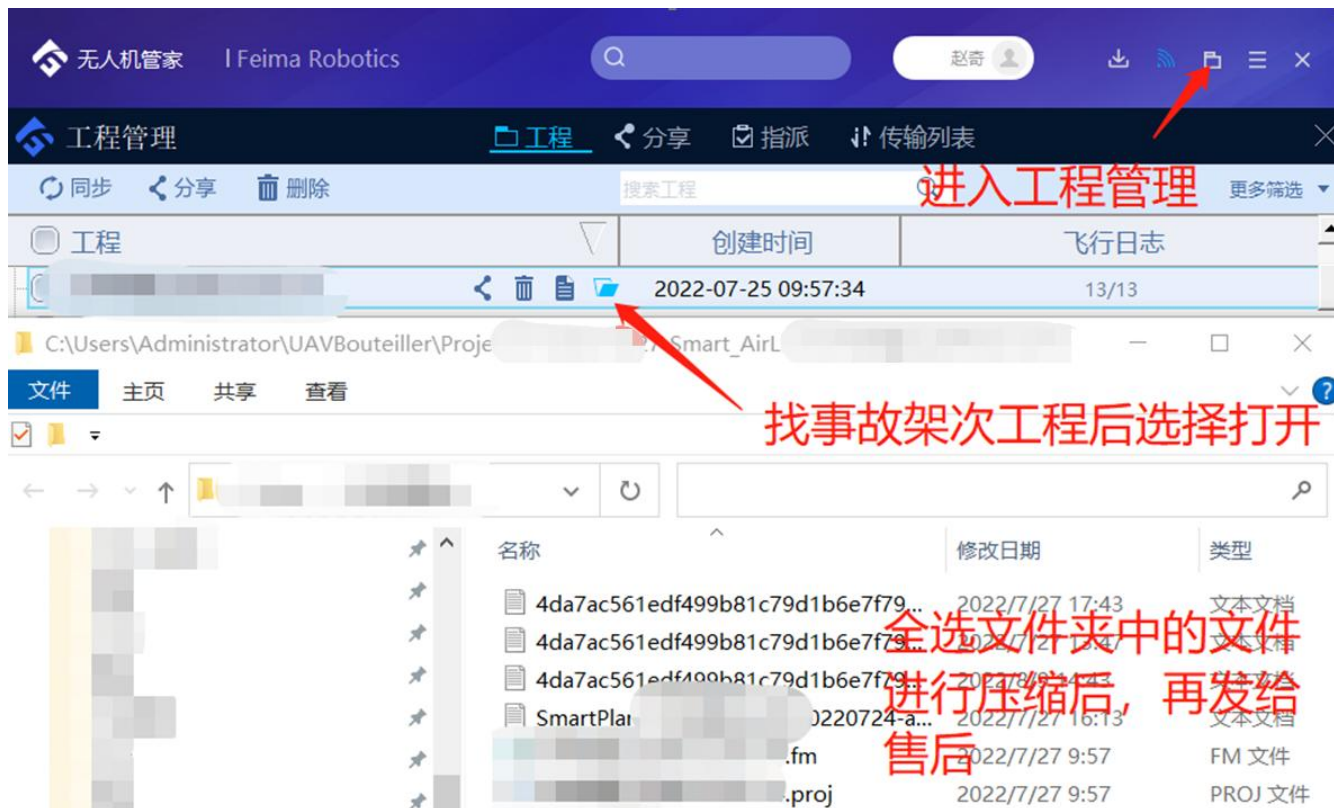 无人机管家 | Feima Robotics
赵奇
工程管理
工程 分享 指派 传输列表
进入工程管理
同步 分享 删除 搜索工程 更多筛选
工程 创建时间 飞行日志
2022-07-25 09:57:34 13/13
C:\Users\Administrator\UAVBouteiller\Proje Smart_AirL
文件 主页 共享 查看
找事故架次工程后选择打开
名称 修改日期 类型
4da7ac561edf499b81c79d1b6e7f79... 2022/7/27 17:43 文本文档
4da7ac561edf499b81c79d1b6e7f79... 文本文档
4da7ac561edf499b81c79d1b6e7f79... 文本文档
SmartPlan 0220724-a... 2022/7/27 16:13 文本文档
.fm 2022/7/27 9:57 FM 文件
.proj 2022/7/27 9:57 PROJ 文件
全选文件夹中的文件
进行压缩后，再发给
售后